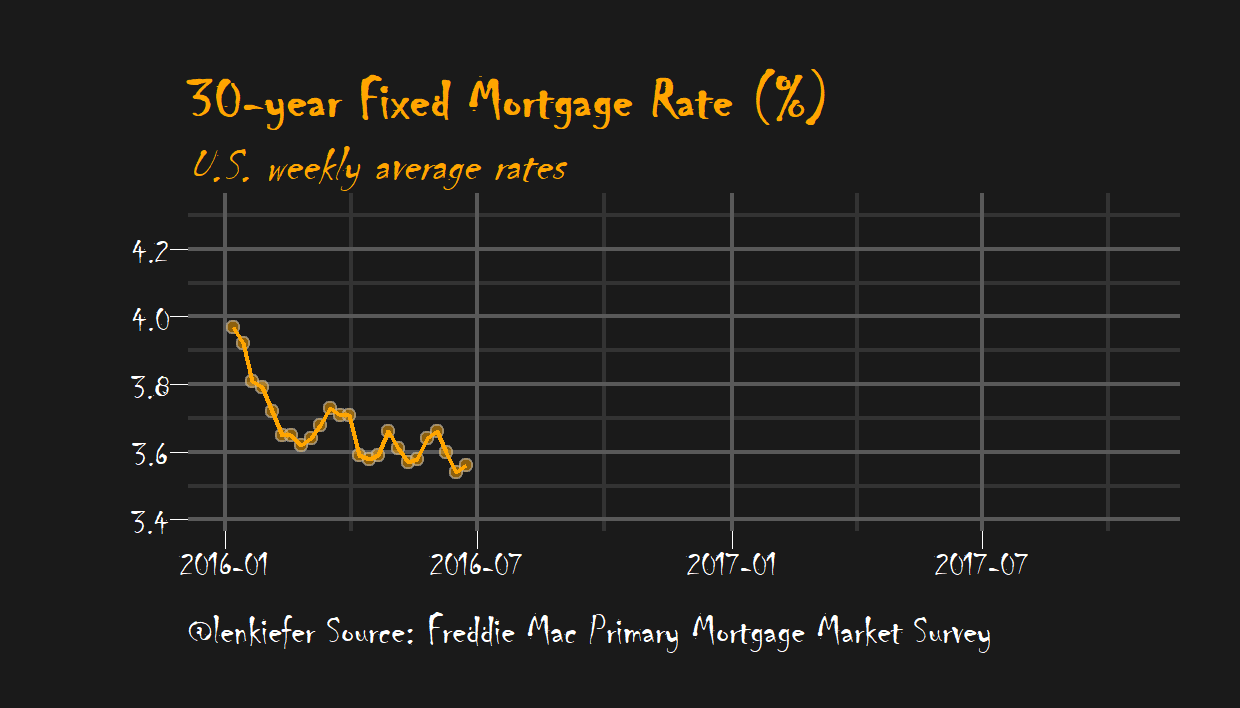 30-year Fixed Mortgage Rate (%)
U.S. weekly average rates
4.2
4.0
3.8
3.6
3.4
2016-01 2016-07 2017-01 2017-07
@lenkiefer Source: Freddie Mac Primary Mortgage Market Survey